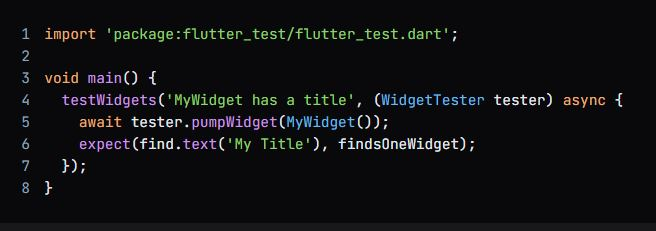 1 import 'package:flutter_test/flutter_test.dart';
2
3 void main() {
4   testWidgets('MyWidget has a title', (WidgetTester tester) async {
5     await tester.pumpWidget(MyWidget());
6     expect(find.text('My Title'), findsOneWidget);
7   });
8 }